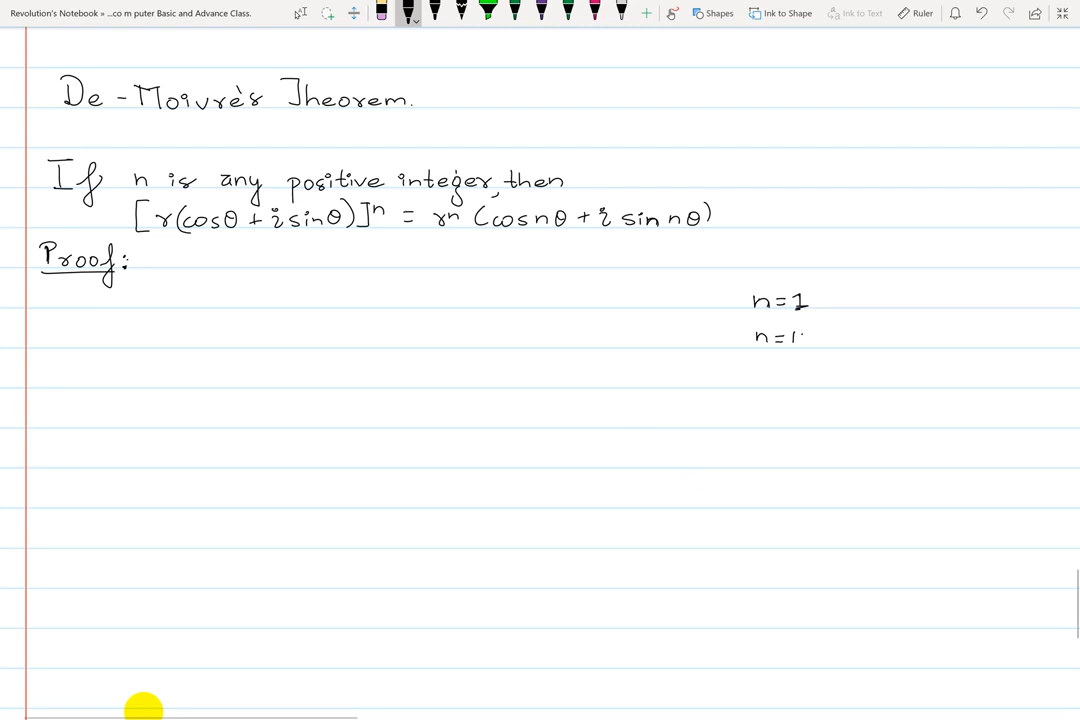 Revolution's Notebook » ...co m puter Basic and Advance Class.
Shapes
Ink to Shape
Ink to Text
Ruler
De-Moivre's Theorem.
If n is any positive integer, then
[r(cosθ + i sinθ)]ⁿ = rⁿ (cos nθ + i sin nθ)
Proof:
n = 1
n = 1